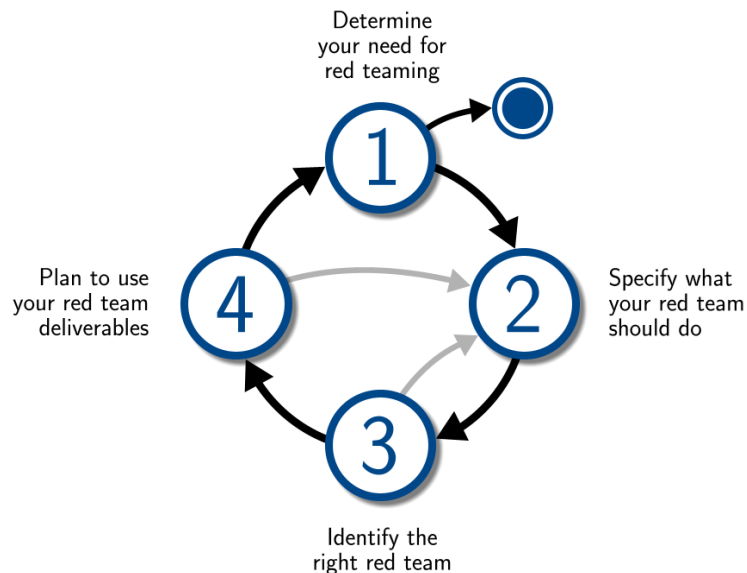 Determine
your need for
red teaming
1
4
2
Plan to use
your red team
deliverables
Specify what
your red team
should do
3
Identify the
right red team